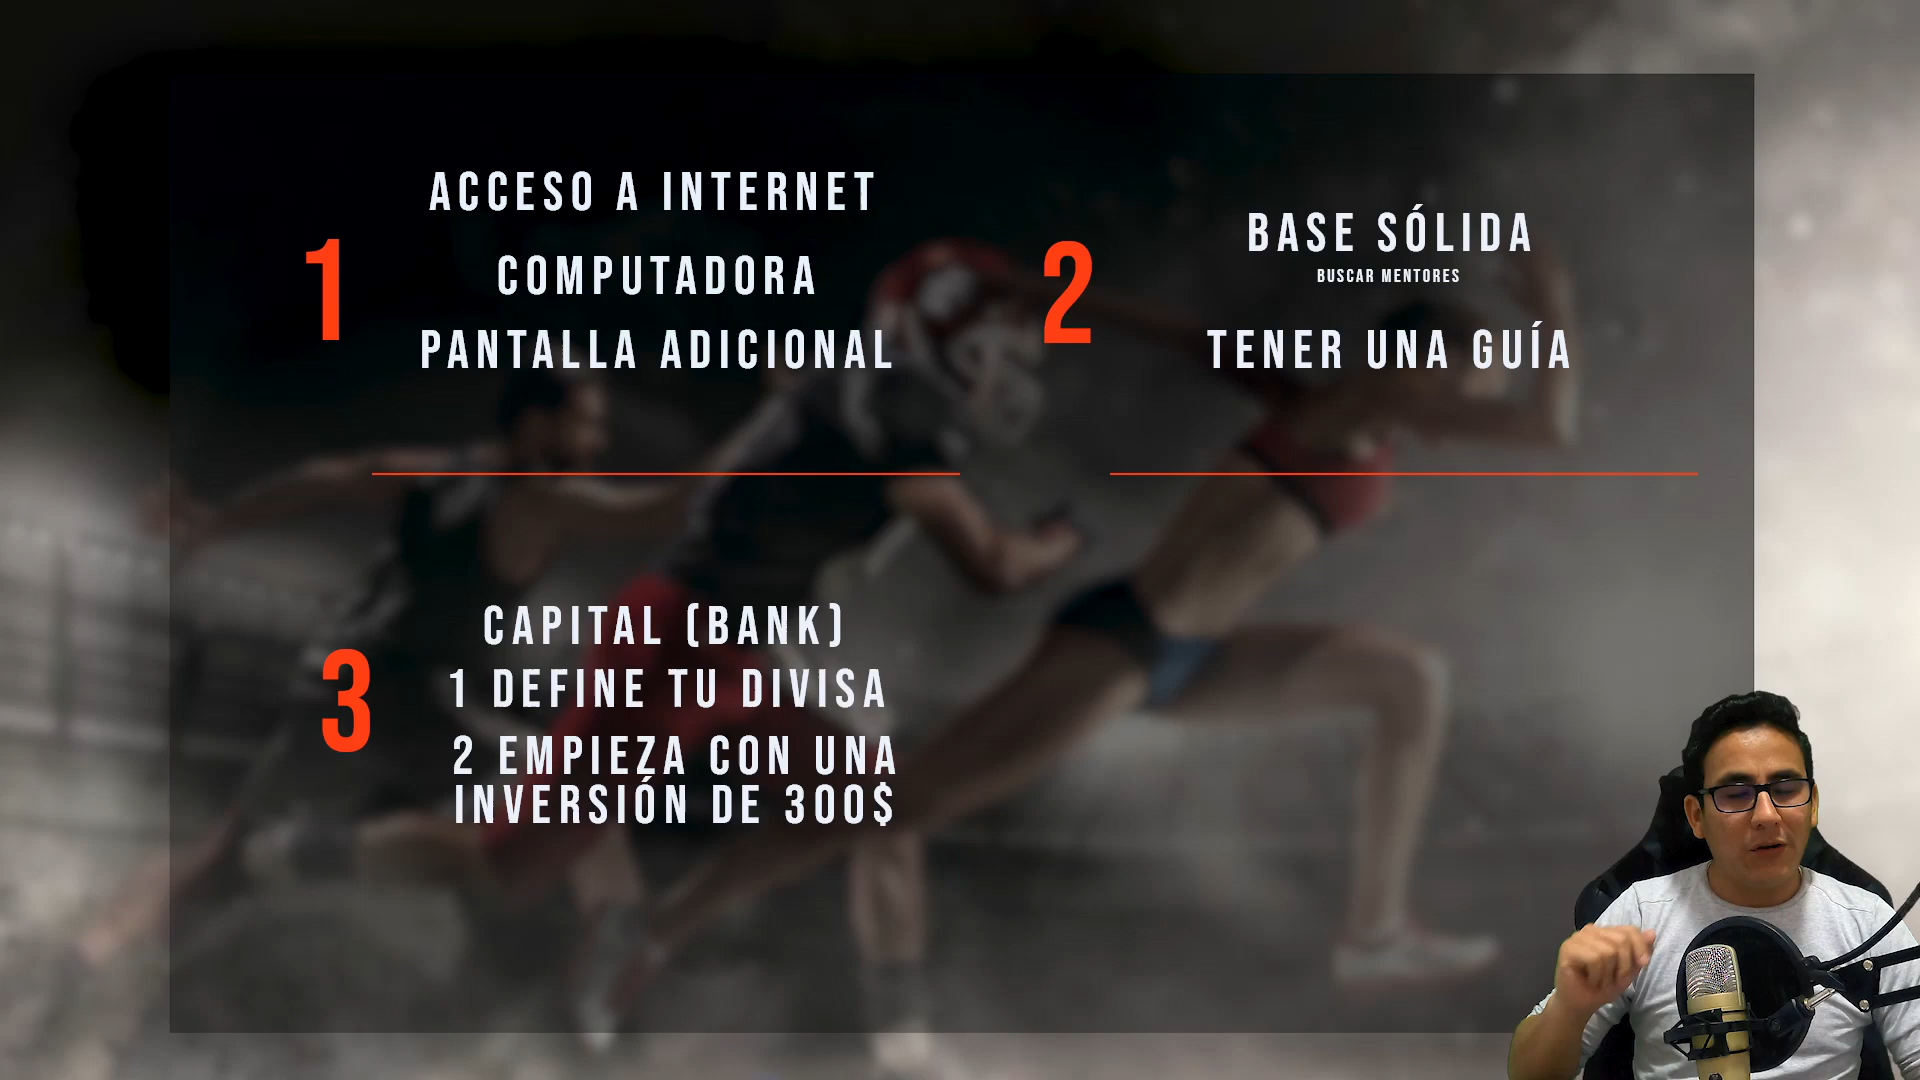 1
ACCESO A INTERNET
COMPUTADORA
PANTALLA ADICIONAL
2
BASE SÓLIDA
BUSCAR MENTORES
TENER UNA GUÍA
3
CAPITAL (BANK)
1 DEFINE TU DIVISA
2 EMPIEZA CON UNA
INVERSIÓN DE 300$